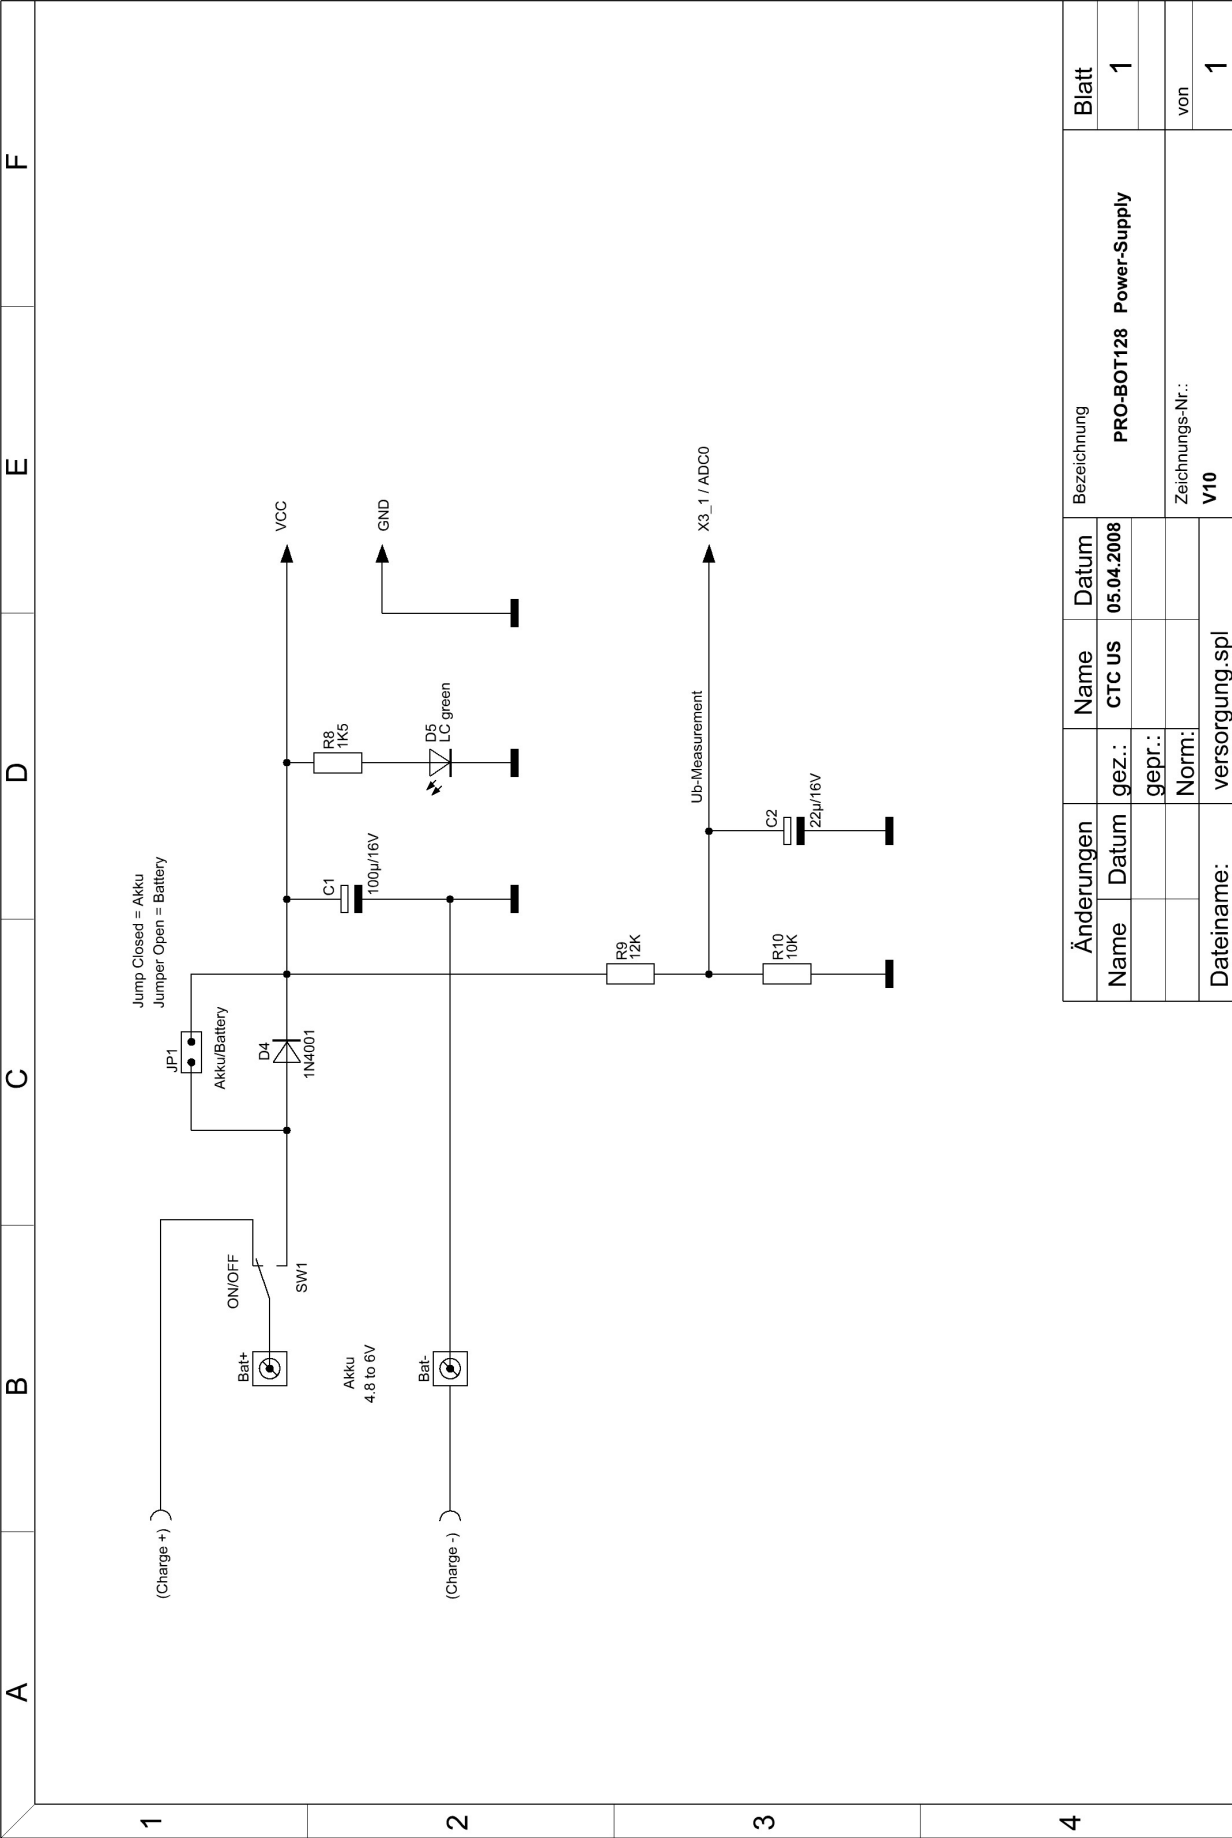 A
B
C
D
E
F
1
2
3
4
Jump Closed = Akku
Jumper Open = Battery
JP1
Akku/Battery
D4
1N4001
(Charge +)
ON/OFF
SW1
Bat+
Akku
4.8 to 6V
Bat-
(Charge -)
C1
100µ/16V
R8
1K5
D5
LC green
VCC
GND
R9
12K
R10
10K
Ub-Measurement
X3_1 / ADC0
C2
22µ/16V
Änderungen
Name
Datum
Name
Datum
gez.:
CTC US
05.04.2008
gepr.:
Norm:
Dateiname:
versorgung.spl
Bezeichnung
PRO-BOT128 Power-Supply
Zeichnungs-Nr.:
V10
Blatt
1
von
1